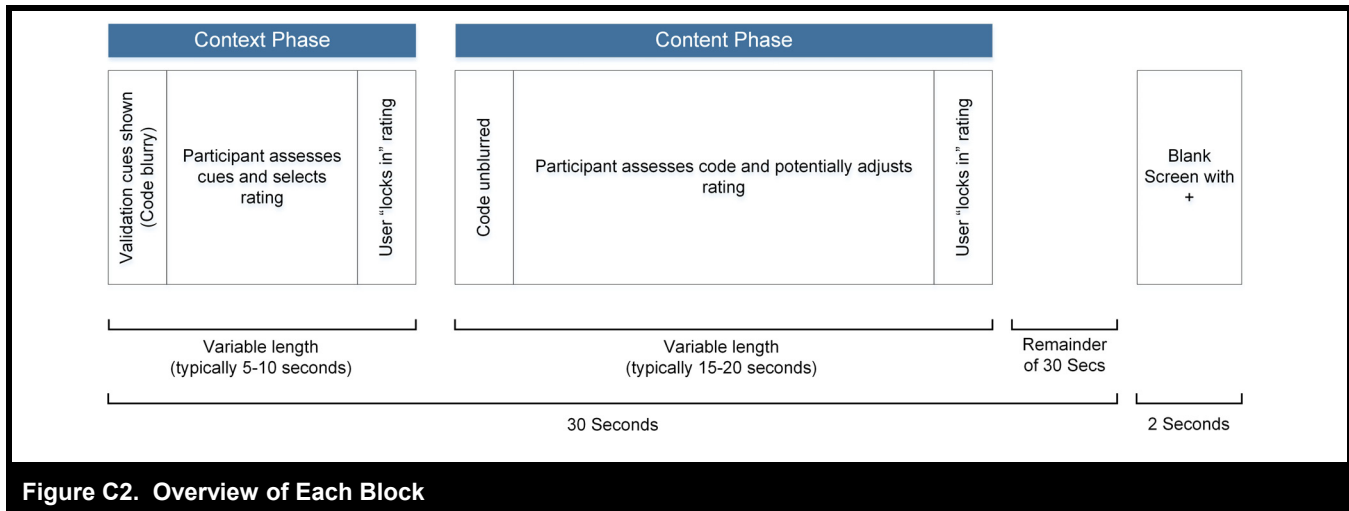 Context Phase
Content Phase
Validation cues shown
(Code blurry)
Participant assesses
cues and selects
rating
User “locks in” rating
Code unblurred
Participant assesses code and potentially adjusts
rating
User “locks in” rating
Blank
Screen with
+
Variable length
(typically 5-10 seconds)
Variable length
(typically 15-20 seconds)
Remainder
of 30 Secs
30 Seconds
2 Seconds
Figure C2. Overview of Each Block